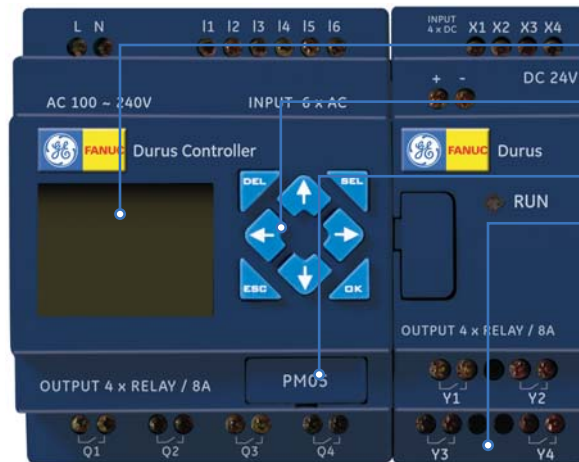 L N
I1 I2 I3 I4 I5 I6
INPUT
4 x DC
X1 X2 X3 X4
+ -
DC 24V
AC 100 ~ 240V
INPUT 6 x AC
FANUC
Durus Controller
FANUC
Durus
DEL
SEL
RUN
ESC
OK
OUTPUT 4 x RELAY / 8A
Y1 Y2
OUTPUT 4 x RELAY / 8A
PM05
Q1 Q2 Q3 Q4
Y3 Y4